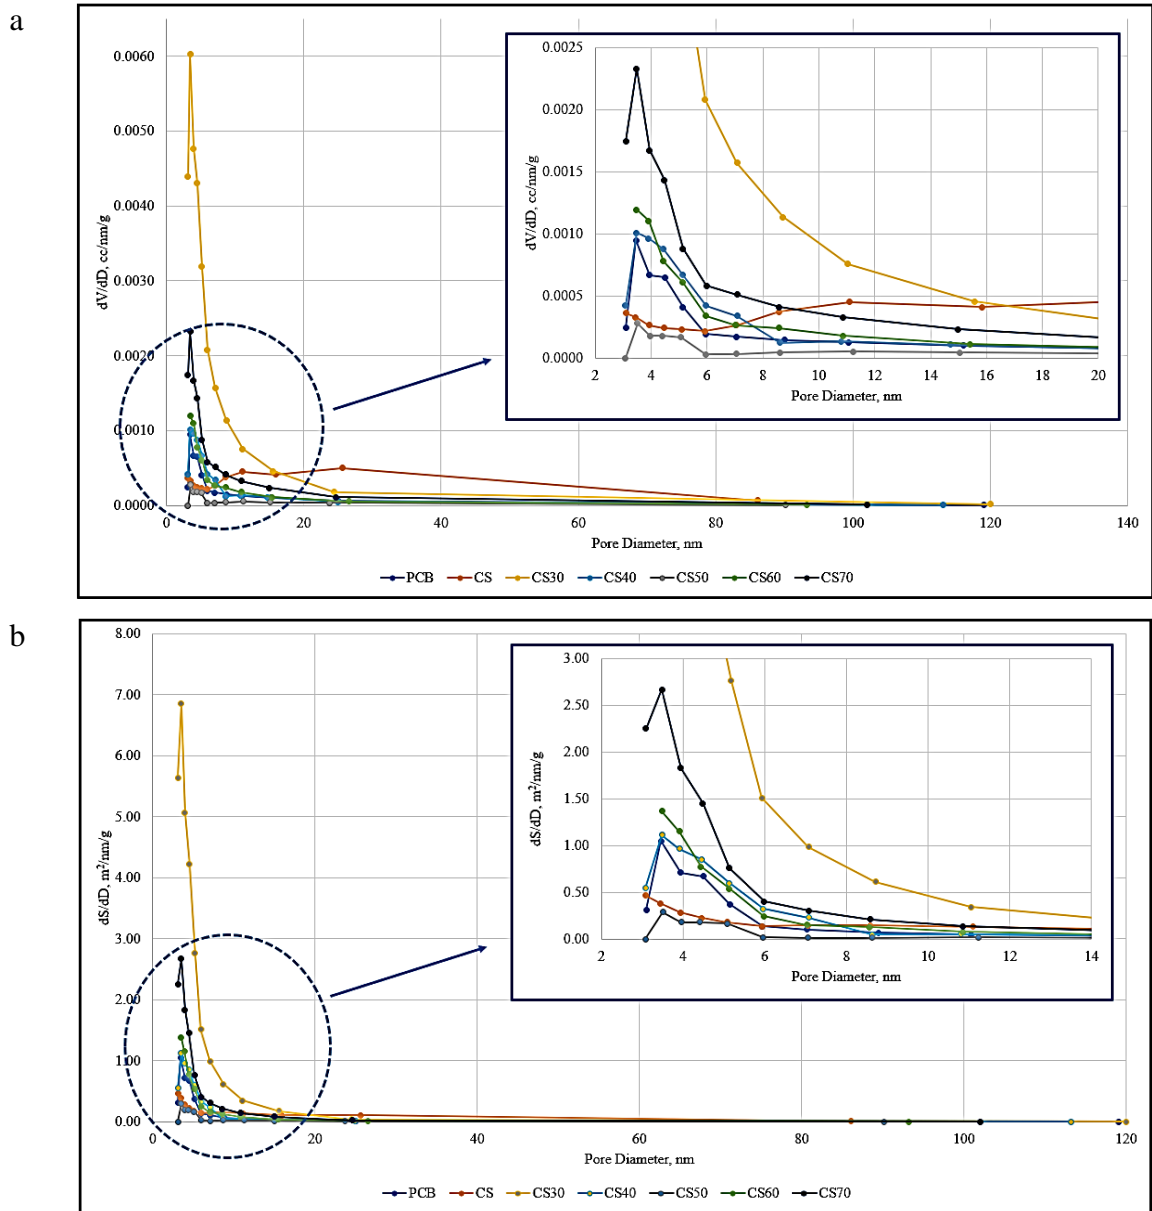 a
0.0060
0.0050
0.0040
0.0030
0.0020
0.0010
0.0000
dV/dD, cc/nm/g
0 20 40 60 80 100 120 140
Pore Diameter, nm
0.0025
0.0020
0.0015
0.0010
0.0005
0.0000
dV/dD, cc/nm/g
2 4 6 8 10 12 14 16 18 20
Pore Diameter, nm
PCB CS CS30 CS40 CS50 CS60 CS70
b
8.00
7.00
6.00
5.00
4.00
3.00
2.00
1.00
0.00
dS/dD, m²/nm/g
0 20 40 60 80 100 120
Pore Diameter, nm
3.00
2.50
2.00
1.50
1.00
0.50
0.00
dS/dD, m²/nm/g
2 4 6 8 10 12 14
Pore Diameter, nm
PCB CS CS30 CS40 CS50 CS60 CS70